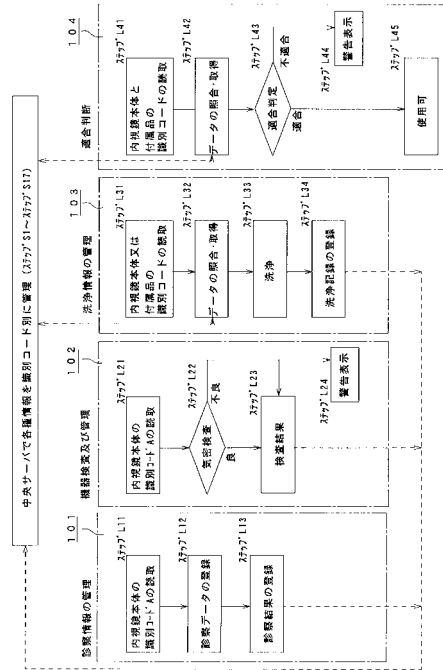 中央サーバで各種情報を識別コード別に管理(ステップS1〜ステップS17)
診察情報の管理
101
ステップL11
内視鏡本体の
識別コードAの読取
ステップL12
診察データの登録
ステップL13
診察結果の登録
機器検査及び管理
102
ステップL21
内視鏡本体の
識別コードAの読取
ステップL22
気密検査
不良
良
ステップL23
検査結果
ステップL24
警告表示
洗浄情報の管理
103
ステップL31
内視鏡本体又は
付属品の
識別コードの読取
ステップL32
データの照合・取得
ステップL33
洗浄
ステップL34
洗浄記録の登録
適合判断
104
ステップL41
内視鏡本体と
付属品の
識別コードの読取
ステップL42
データの照合・取得
ステップL43
適合判定
不適合
適合
ステップL44
警告表示
ステップL45
使用可